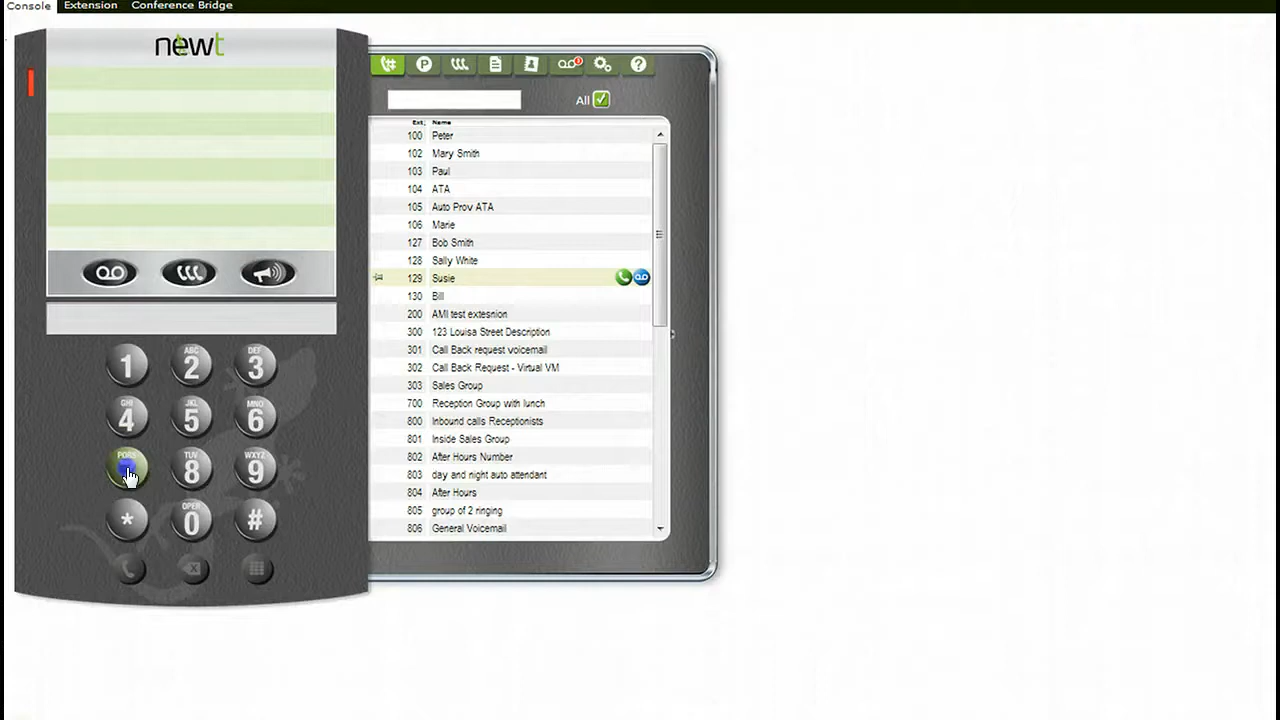 Console Extension Conference Bridge
newt
P
?
All
Ext. Name
100 Peter
102 Mary Smith
103 Paul
104 ATA
105 Auto Prov ATA
106 Marie
127 Bob Smith
128 Sally White
129 Susie
130 Bill
200 AMI test extesnion
300 123 Louisa Street Description
301 Call Back request voicemail
302 Call Back Request - Virtual VM
303 Sales Group
700 Reception Group with lunch
800 Inbound calls Receptionists
801 Inside Sales Group
802 After Hours Number
803 day and night auto attendant
804 After Hours
805 group of 2 ringing
806 General Voicemail
1 ABC 2 DEF 3
GHI 4 JKL 5 MNO 6
PQRS TUV 8 WXYZ 9
* OPER 0 #